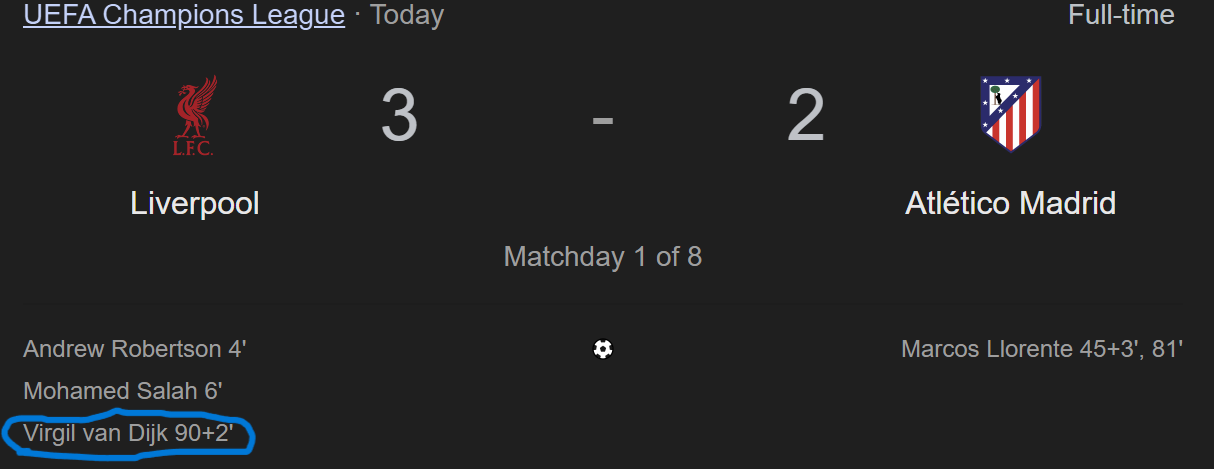 UEFA Champions League · Today
Full-time
L.F.C.
3 - 2
Liverpool
Atlético Madrid
Matchday 1 of 8
Andrew Robertson 4'
Marcos Llorente 45+3', 81'
Mohamed Salah 6'
Virgil van Dijk 90+2'